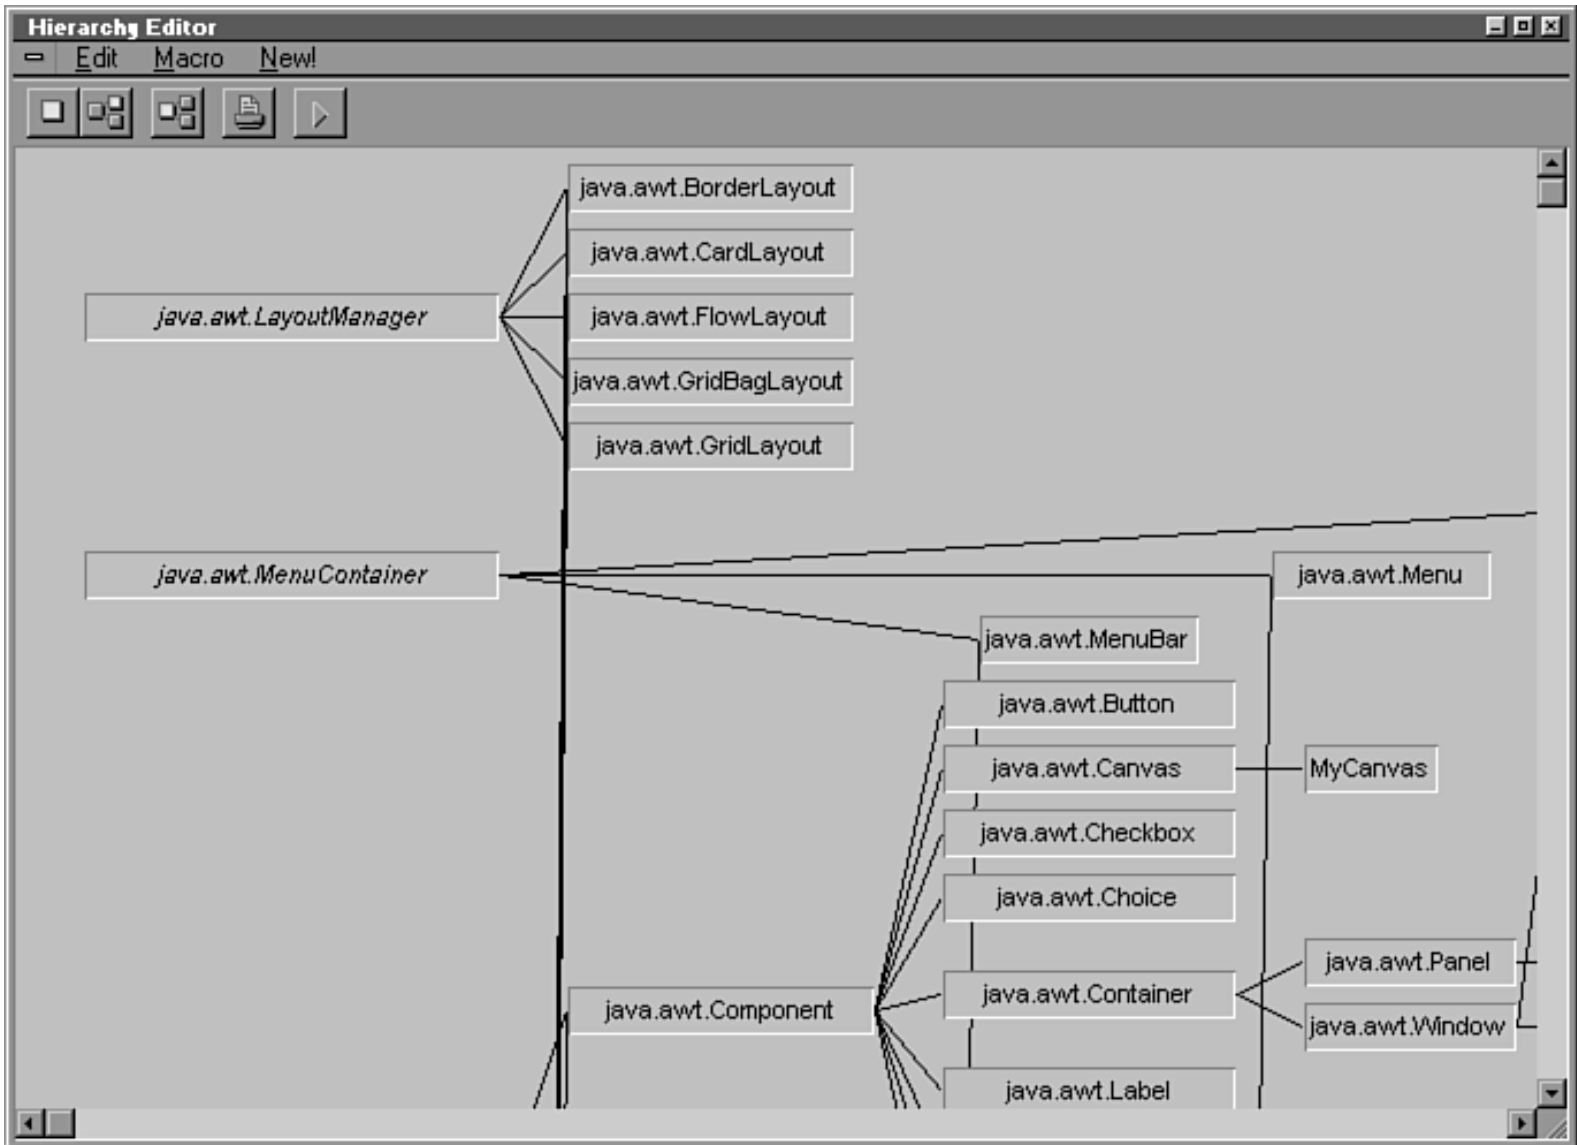 Hierarchy Editor
Edit Macro New!
java.awt.BorderLayout
java.awt.CardLayout
java.awt.LayoutManager
java.awt.FlowLayout
java.awt.GridBagLayout
java.awt.GridLayout
java.awt.MenuContainer
java.awt.Menu
java.awt.MenuBar
java.awt.Button
java.awt.Canvas
MyCanvas
java.awt.Checkbox
java.awt.Choice
java.awt.Panel
java.awt.Container
java.awt.Component
java.awt.Window
java.awt.Label